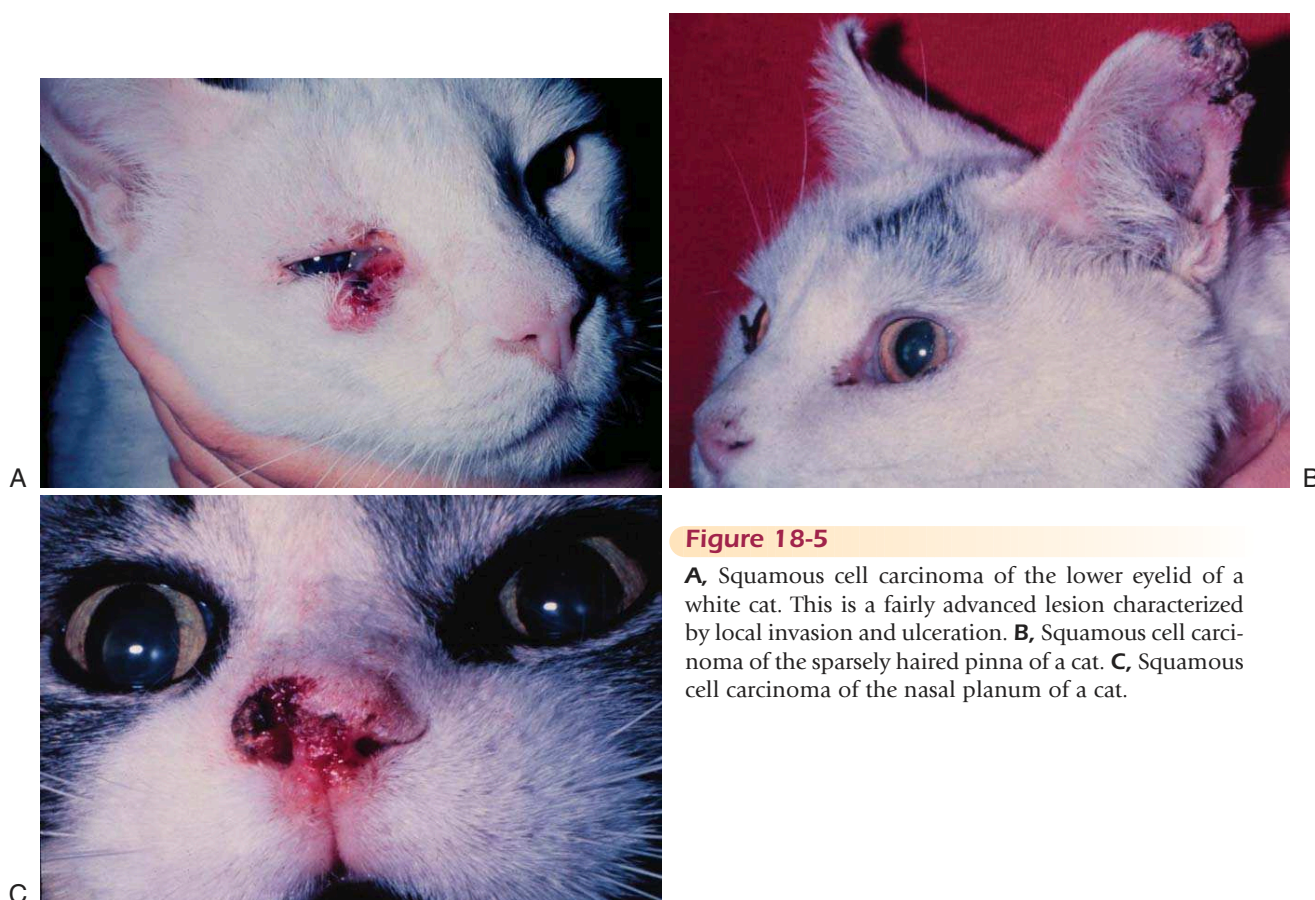 A
B
C
Figure 18-5
A, Squamous cell carcinoma of the lower eyelid of a
white cat. This is a fairly advanced lesion characterized
by local invasion and ulceration. B, Squamous cell carci-
noma of the sparsely haired pinna of a cat. C, Squamous
cell carcinoma of the nasal planum of a cat.